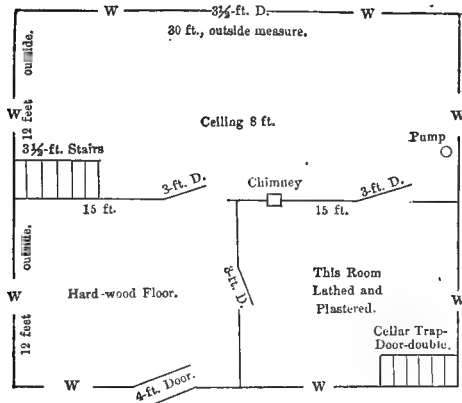 W 3½-ft. D. W
30 ft., outside measure.
outside.
12 feet
W
W
Ceiling 8 ft.
Pump
3½-ft. Stairs
3-ft. D.
Chimney
3-ft. D.
15 ft.
15 ft.
outside.
12 feet
3-ft. D.
W
Hard-wood Floor.
This Room
Lathed and
Plastered.
W
Cellar Trap-
Door-double.
W
4-ft. Door.
W